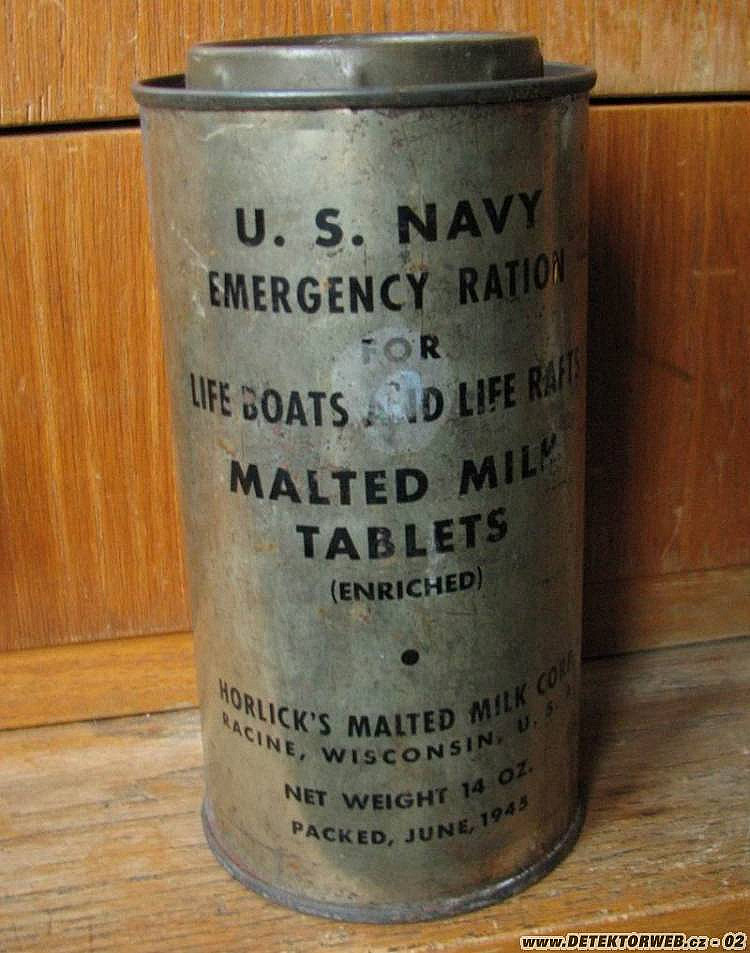 U. S. NAVY
EMERGENCY RATION
FOR
LIFE BOATS AND LIFE RAFTS
MALTED MILK
TABLETS
(ENRICHED)
HORLICK'S MALTED MILK CORP.
RACINE, WISCONSIN, U. S. A.
NET WEIGHT 14 OZ.
PACKED, JUNE, 1945
www.DETEKTORWEB.cz - 02